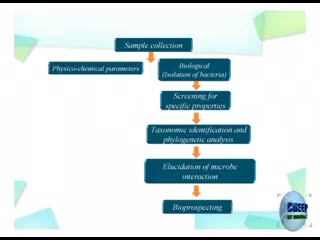 Sample collection
Physico-chemical parameters
Biological
(Isolation of bacteria)
Screening for
specific properties
Taxonomic identification and
phylogenetic analysis
Elucidation of microbe
interaction
Bioprospecting